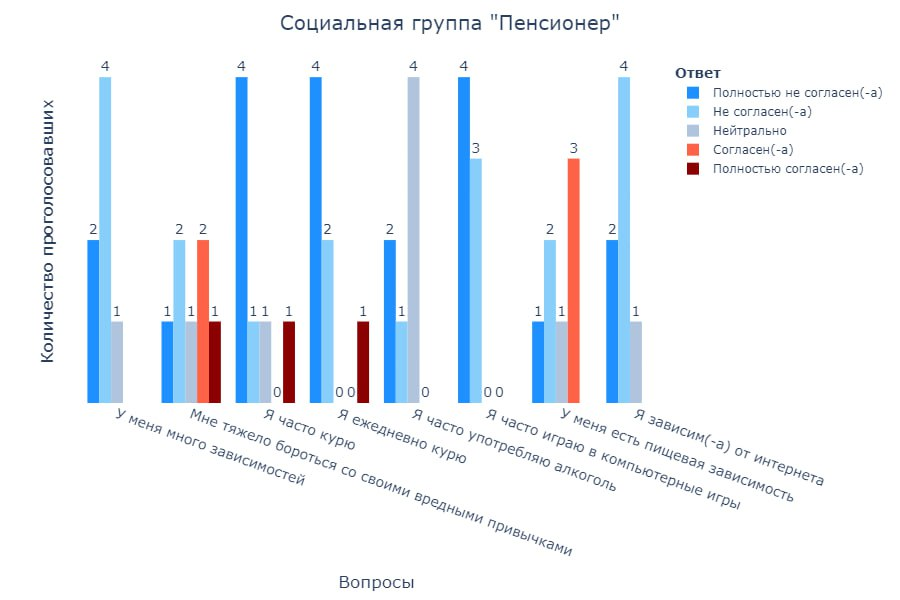 Социальная группа "Пенсионер"
Количество проголосовавших
Ответ
Полностью не согласен(-а)
Не согласен(-а)
Нейтрально
Согласен(-а)
Полностью согласен(-а)
2 4 1
1 2 1 2 1
4 1 1 0 1
4 2 0 0 1
2 1 4 0
4 3 0 0
1 2 1 3
2 4 1
У меня много зависимостей
Мне тяжело бороться со своими вредными привычками
Я часто курю
Я ежедневно курю
Я часто употребляю алкоголь
Я часто играю в компьютерные игры
У меня есть пищевая зависимость
Я зависим(-а) от интернета
Вопросы